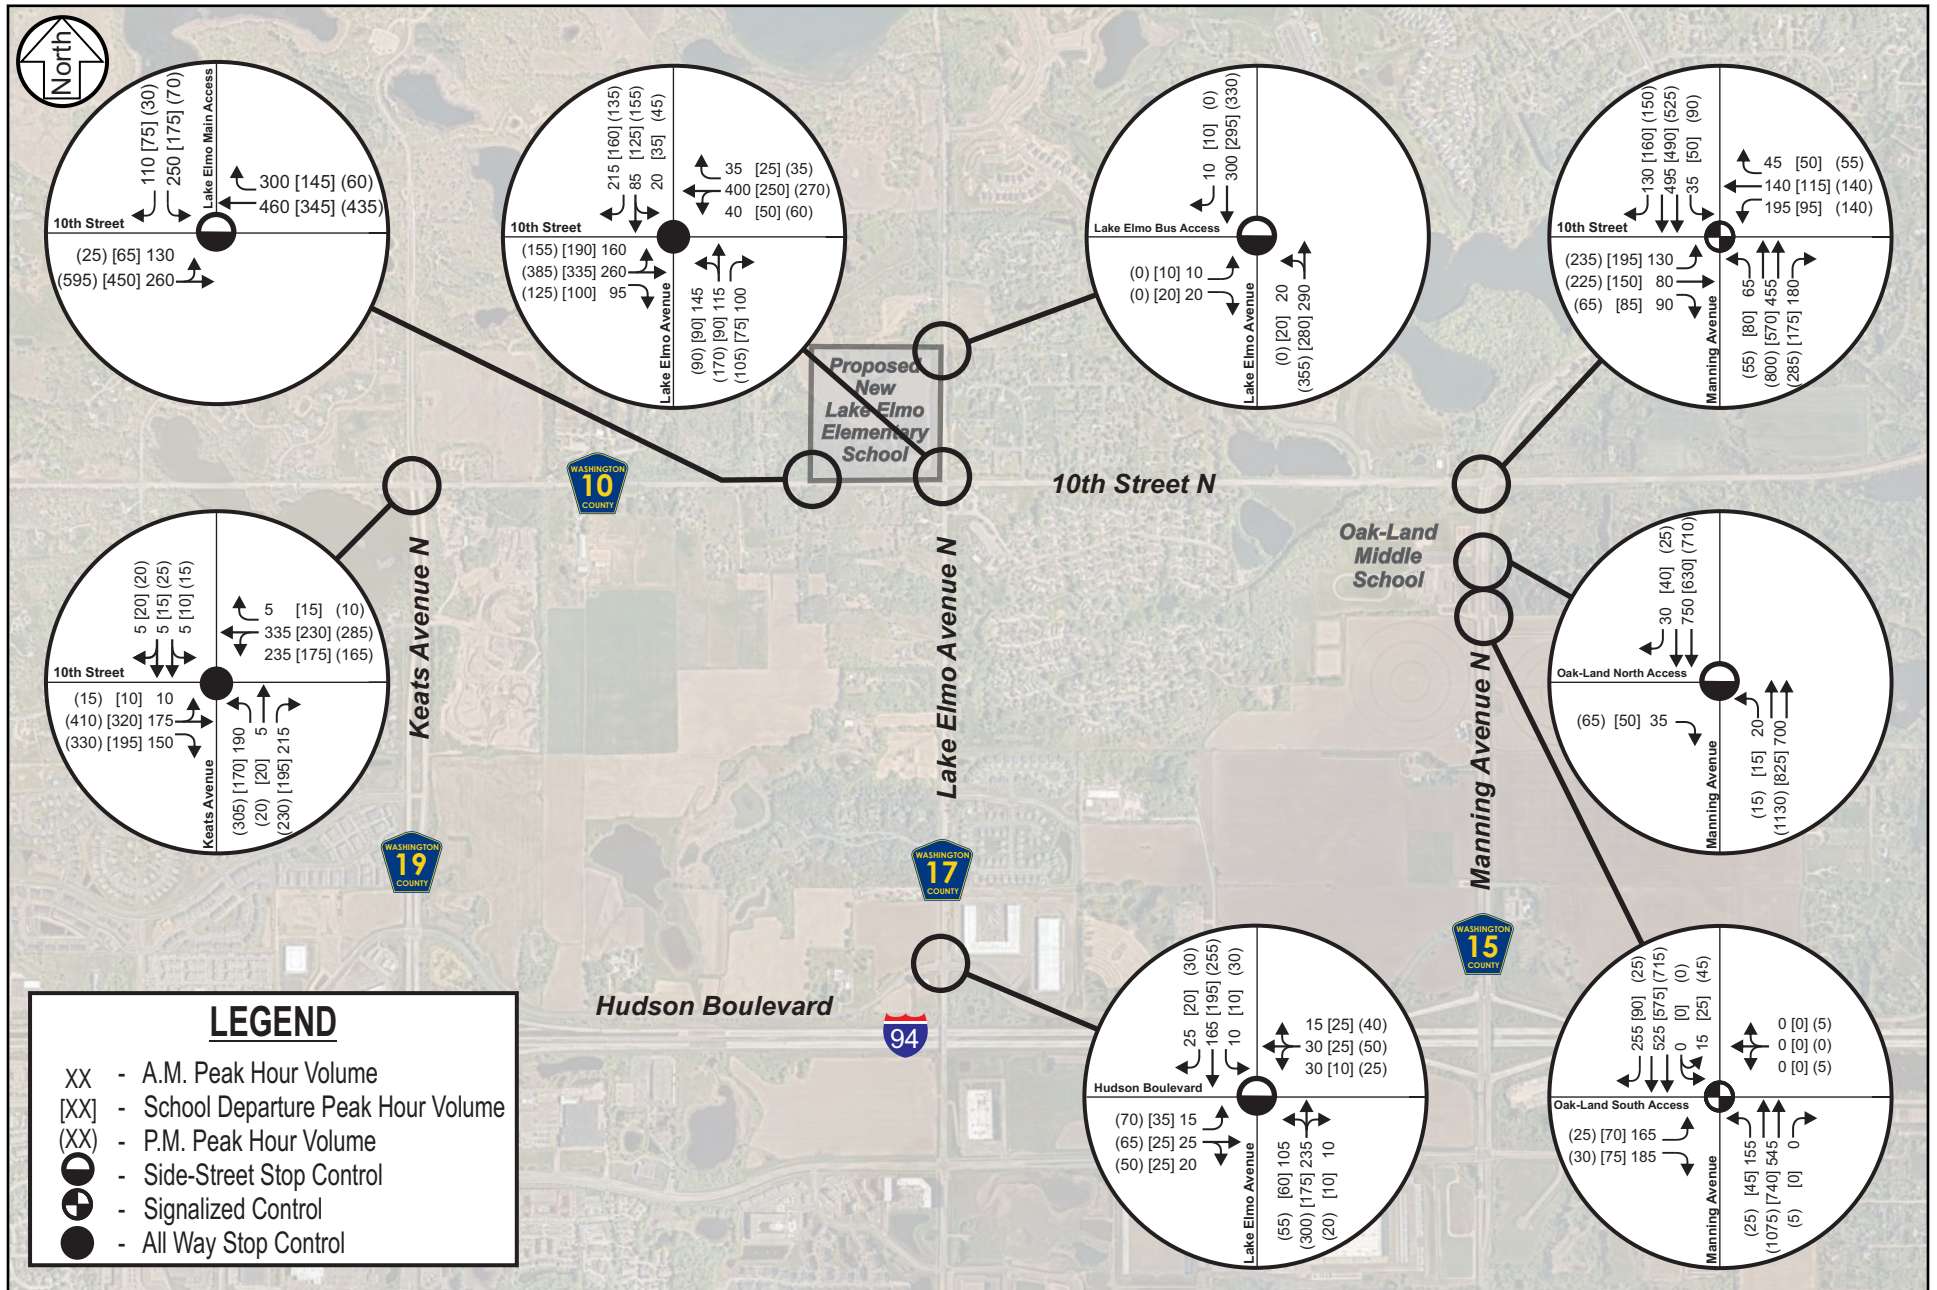 North
110 [75] (30)
250 [175] (70)
Lake Elmo Main Access
300 [145] (60)
460 [345] (435)
10th Street
(25) [65] 130
(595) [450] 260
215 [160] (135)
85 [125] (155)
20 [35] (45)
35 [25] (35)
400 [250] (270)
40 [50] (60)
10th Street
(155) [190] 160
(385) [335] 260
(125) [100] 95
Lake Elmo Avenue
(90) [90] 145
(170) [90] 115
(105) [75] 100
10 [10] (0)
300 [295] (330)
Lake Elmo Bus Access
(0) [10] 10
(0) [20] 20
Lake Elmo Avenue
(0) [20] 20
(355) [280] 290
130 [160] (150)
495 [490] (525)
35 [50] (90)
45 [50] (55)
140 [115] (140)
195 [95] (140)
10th Street
(235) [195] 130
(225) [150] 80
(65) [85] 90
Manning Avenue
(55) [80] 65
(800) [570] 455
(285) [175] 180
Proposed
New
Lake Elmo
Elementary
School
WASHINGTON
10
COUNTY
10th Street N
Oak-Land
Middle
School
Keats Avenue N
Lake Elmo Avenue N
Manning Avenue N
5 [20] (20)
5 [15] (25)
5 [10] (15)
5 [15] (10)
335 [230] (285)
235 [175] (165)
10th Street
(15) [10] 10
(410) [320] 175
(330) [195] 150
Keats Avenue
(305) [170] 190
(20) [20] 5
(230) [195] 215
30 [40] (25)
750 [630] (710)
Oak-Land North Access
(65) [50] 35
Manning Avenue
(15) [15] 20
(1130) [825] 700
WASHINGTON
19
COUNTY
WASHINGTON
17
COUNTY
WASHINGTON
15
COUNTY
Hudson Boulevard
94
25 [20] (30)
165 [195] (255)
10 [10] (30)
15 [25] (40)
30 [25] (50)
30 [10] (25)
Hudson Boulevard
(70) [35] 15
(65) [25] 25
(50) [25] 20
Lake Elmo Avenue
(55) [60] 105
(300) [175] 235
(20) [10] 10
255 [90] (25)
525 [575] (715)
0 [0] (0)
15 [25] (45)
0 [0] (5)
0 [0] (0)
0 [0] (5)
Oak-Land South Access
(25) [70] 165
(30) [75] 185
Manning Avenue
(25) [45] 155
(1075) [740] 545
(5) [0] 0
LEGEND
XX - A.M. Peak Hour Volume
[XX] - School Departure Peak Hour Volume
(XX) - P.M. Peak Hour Volume
- Side-Street Stop Control
- Signalized Control
- All Way Stop Control